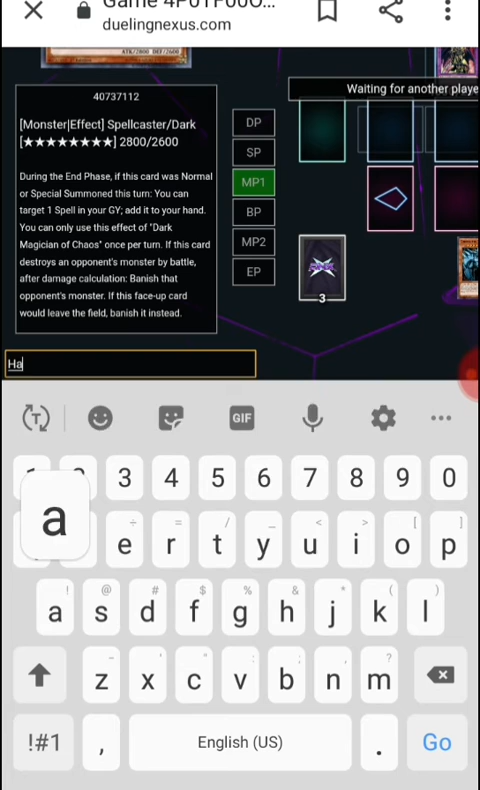 Game 4F01F00O...
duelingnexus.com
ATK/2800 DEF/2600
Waiting for another playe
40737112
[Monster|Effect] Spellcaster/Dark
[★★★★★★★★] 2800/2600
During the End Phase, if this card was Normal
or Special Summoned this turn: You can
target 1 Spell in your GY; add it to your hand.
You can only use this effect of "Dark
Magician of Chaos" once per turn. If this card
destroys an opponent's monster by battle,
after damage calculation: Banish that
opponent's monster. If this face-up card
would leave the field, banish it instead.
DP
SP
MP1
BP
MP2
EP
3
Ha
T
GIF
3 4 5 6 7 8 9 0
a
÷ = / _ < > [ ]
e r t y u i o p
! @ # $ % & * ( )
a s d f g h j k l
- ' " : ; , ?
z x c v b n m
!#1 , English (US) . Go